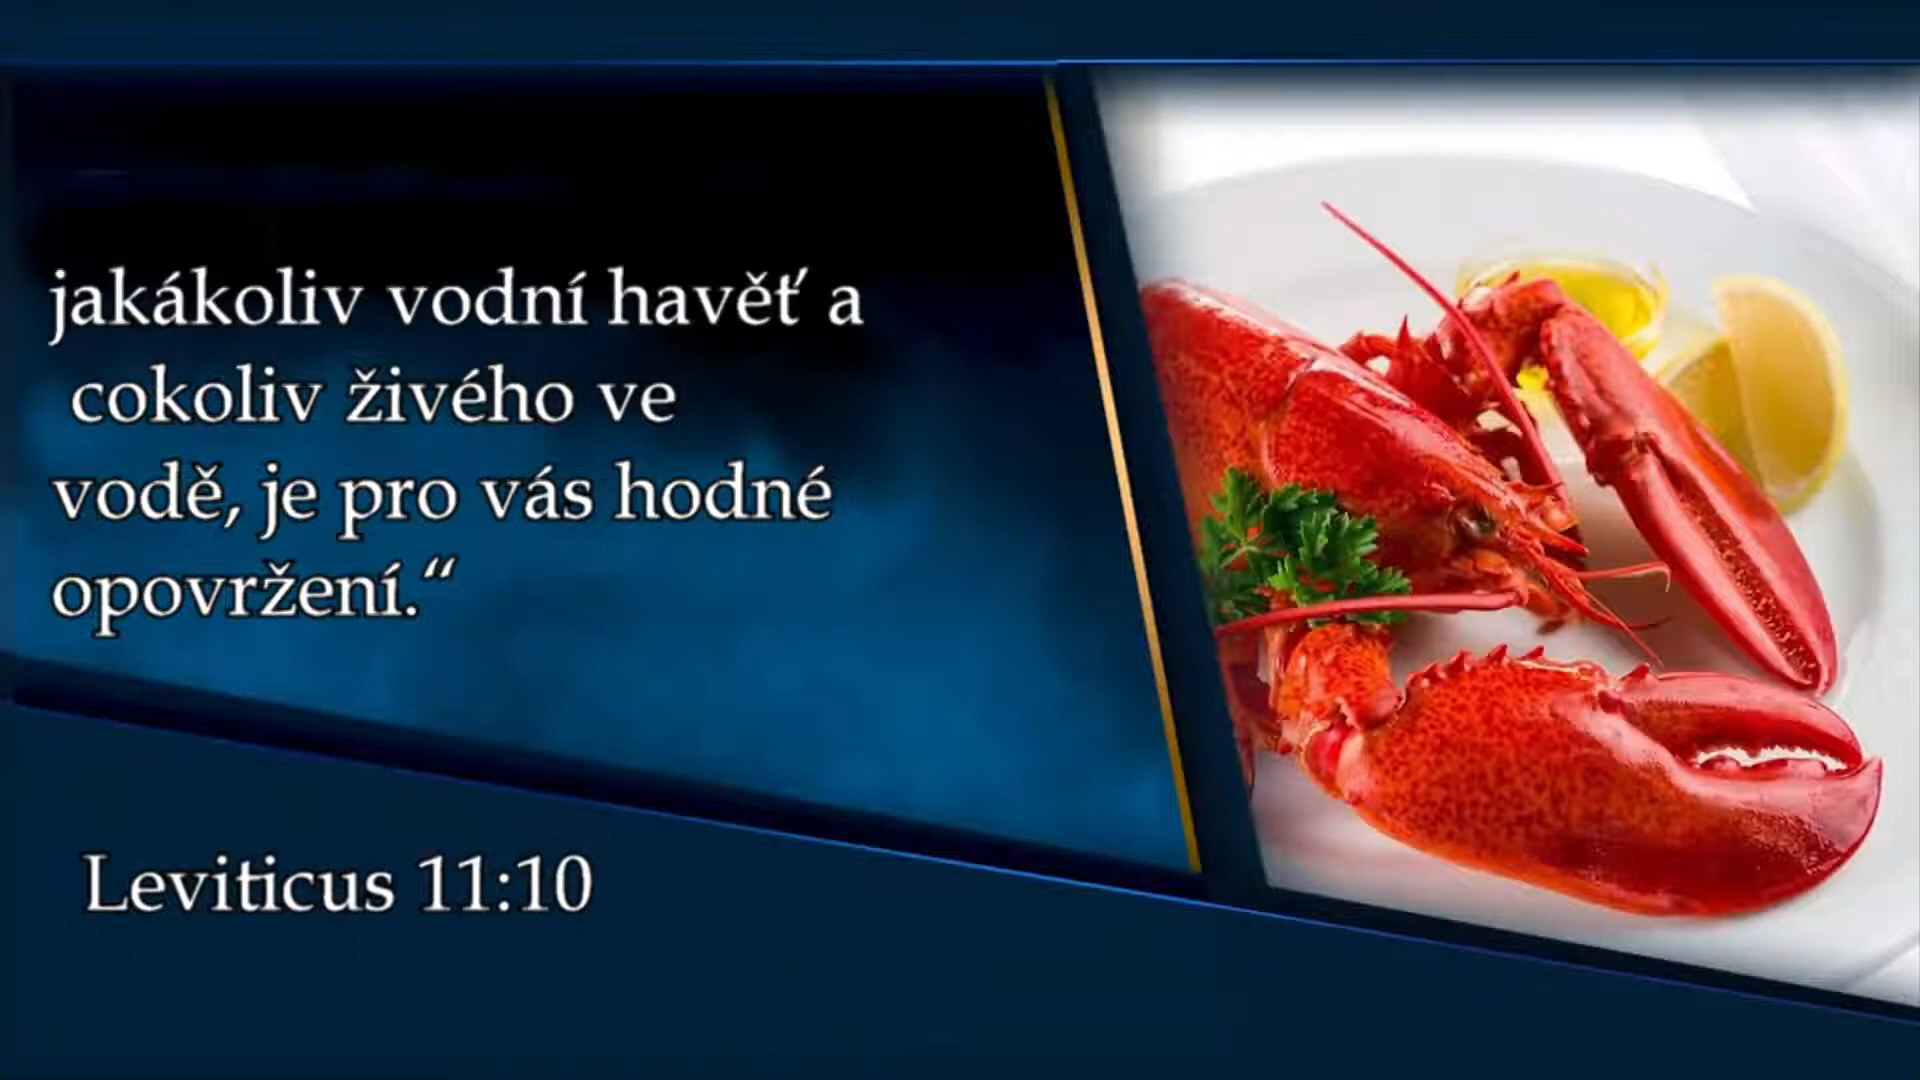 jakákoliv vodní havěť a
cokoliv živého ve
vodě, je pro vás hodné
opovržení.“
Leviticus 11:10